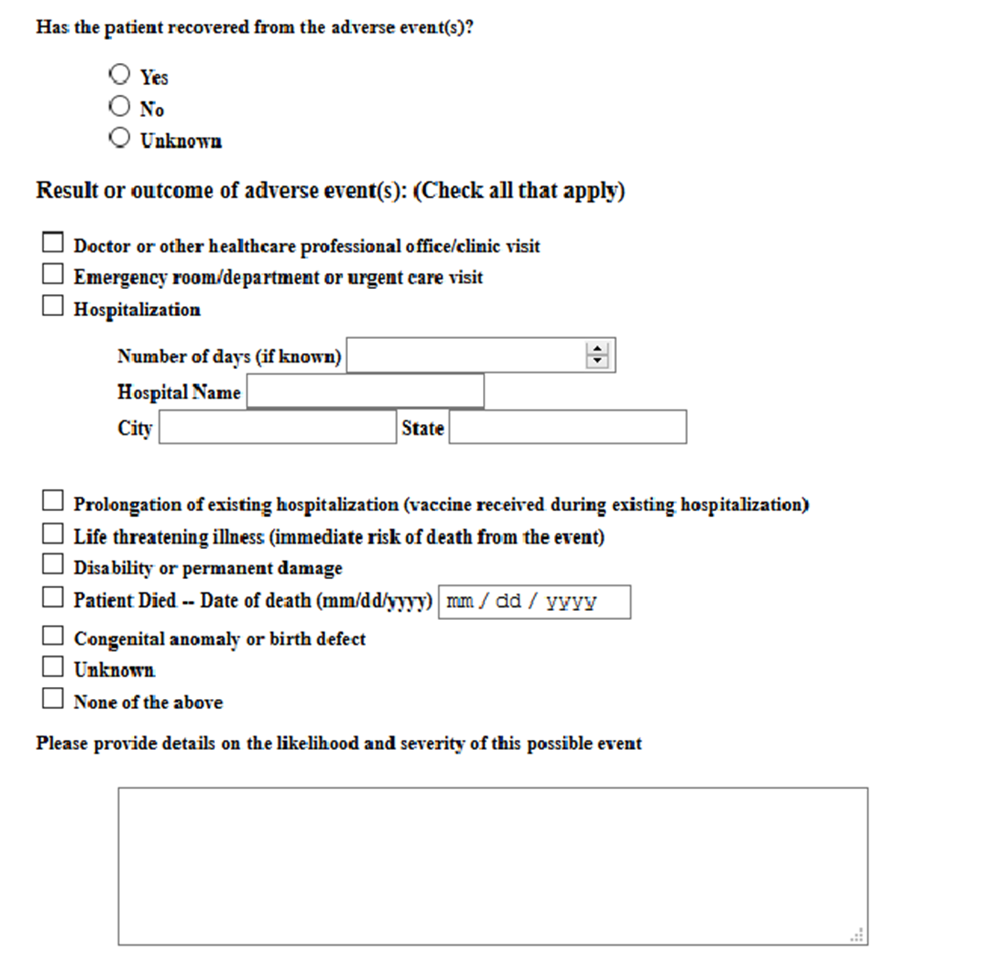 Has the patient recovered from the adverse event(s)?
Yes
No
Unknown
Result or outcome of adverse event(s): (Check all that apply)
Doctor or other healthcare professional office/clinic visit
Emergency room/department or urgent care visit
Hospitalization
Number of days (if known)
Hospital Name
City State
Prolongation of existing hospitalization (vaccine received during existing hospitalization)
Life threatening illness (immediate risk of death from the event)
Disability or permanent damage
Patient Died -- Date of death (mm/dd/yyyy) mm / dd / yyyy
Congenital anomaly or birth defect
Unknown
None of the above
Please provide details on the likelihood and severity of this possible event